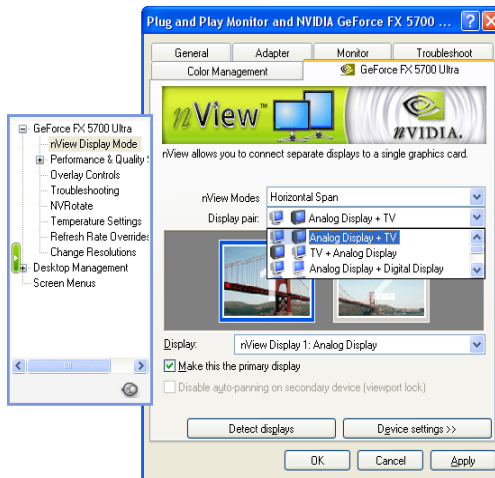 Plug and Play Monitor and NVIDIA GeForce FX 5700 ...
General Adapter Monitor Troubleshoot
Color Management GeForce FX 5700 Ultra
nView™
NVIDIA.
nView allows you to connect separate displays to a single graphics card.
nView Modes Horizontal Span
Display pair: Analog Display + TV
Analog Display + TV
TV + Analog Display
Analog Display + Digital Display
Display: nView Display 1: Analog Display
Make this the primary display
Disable auto-panning on secondary device (viewport lock)
Detect displays Device settings >>
OK Cancel Apply
GeForce FX 5700 Ultra
nView Display Mode
Performance & Quality
Overlay Controls
Troubleshooting
NVRotate
Temperature Settings
Refresh Rate Overrides
Change Resolutions
Desktop Management
Screen Menus